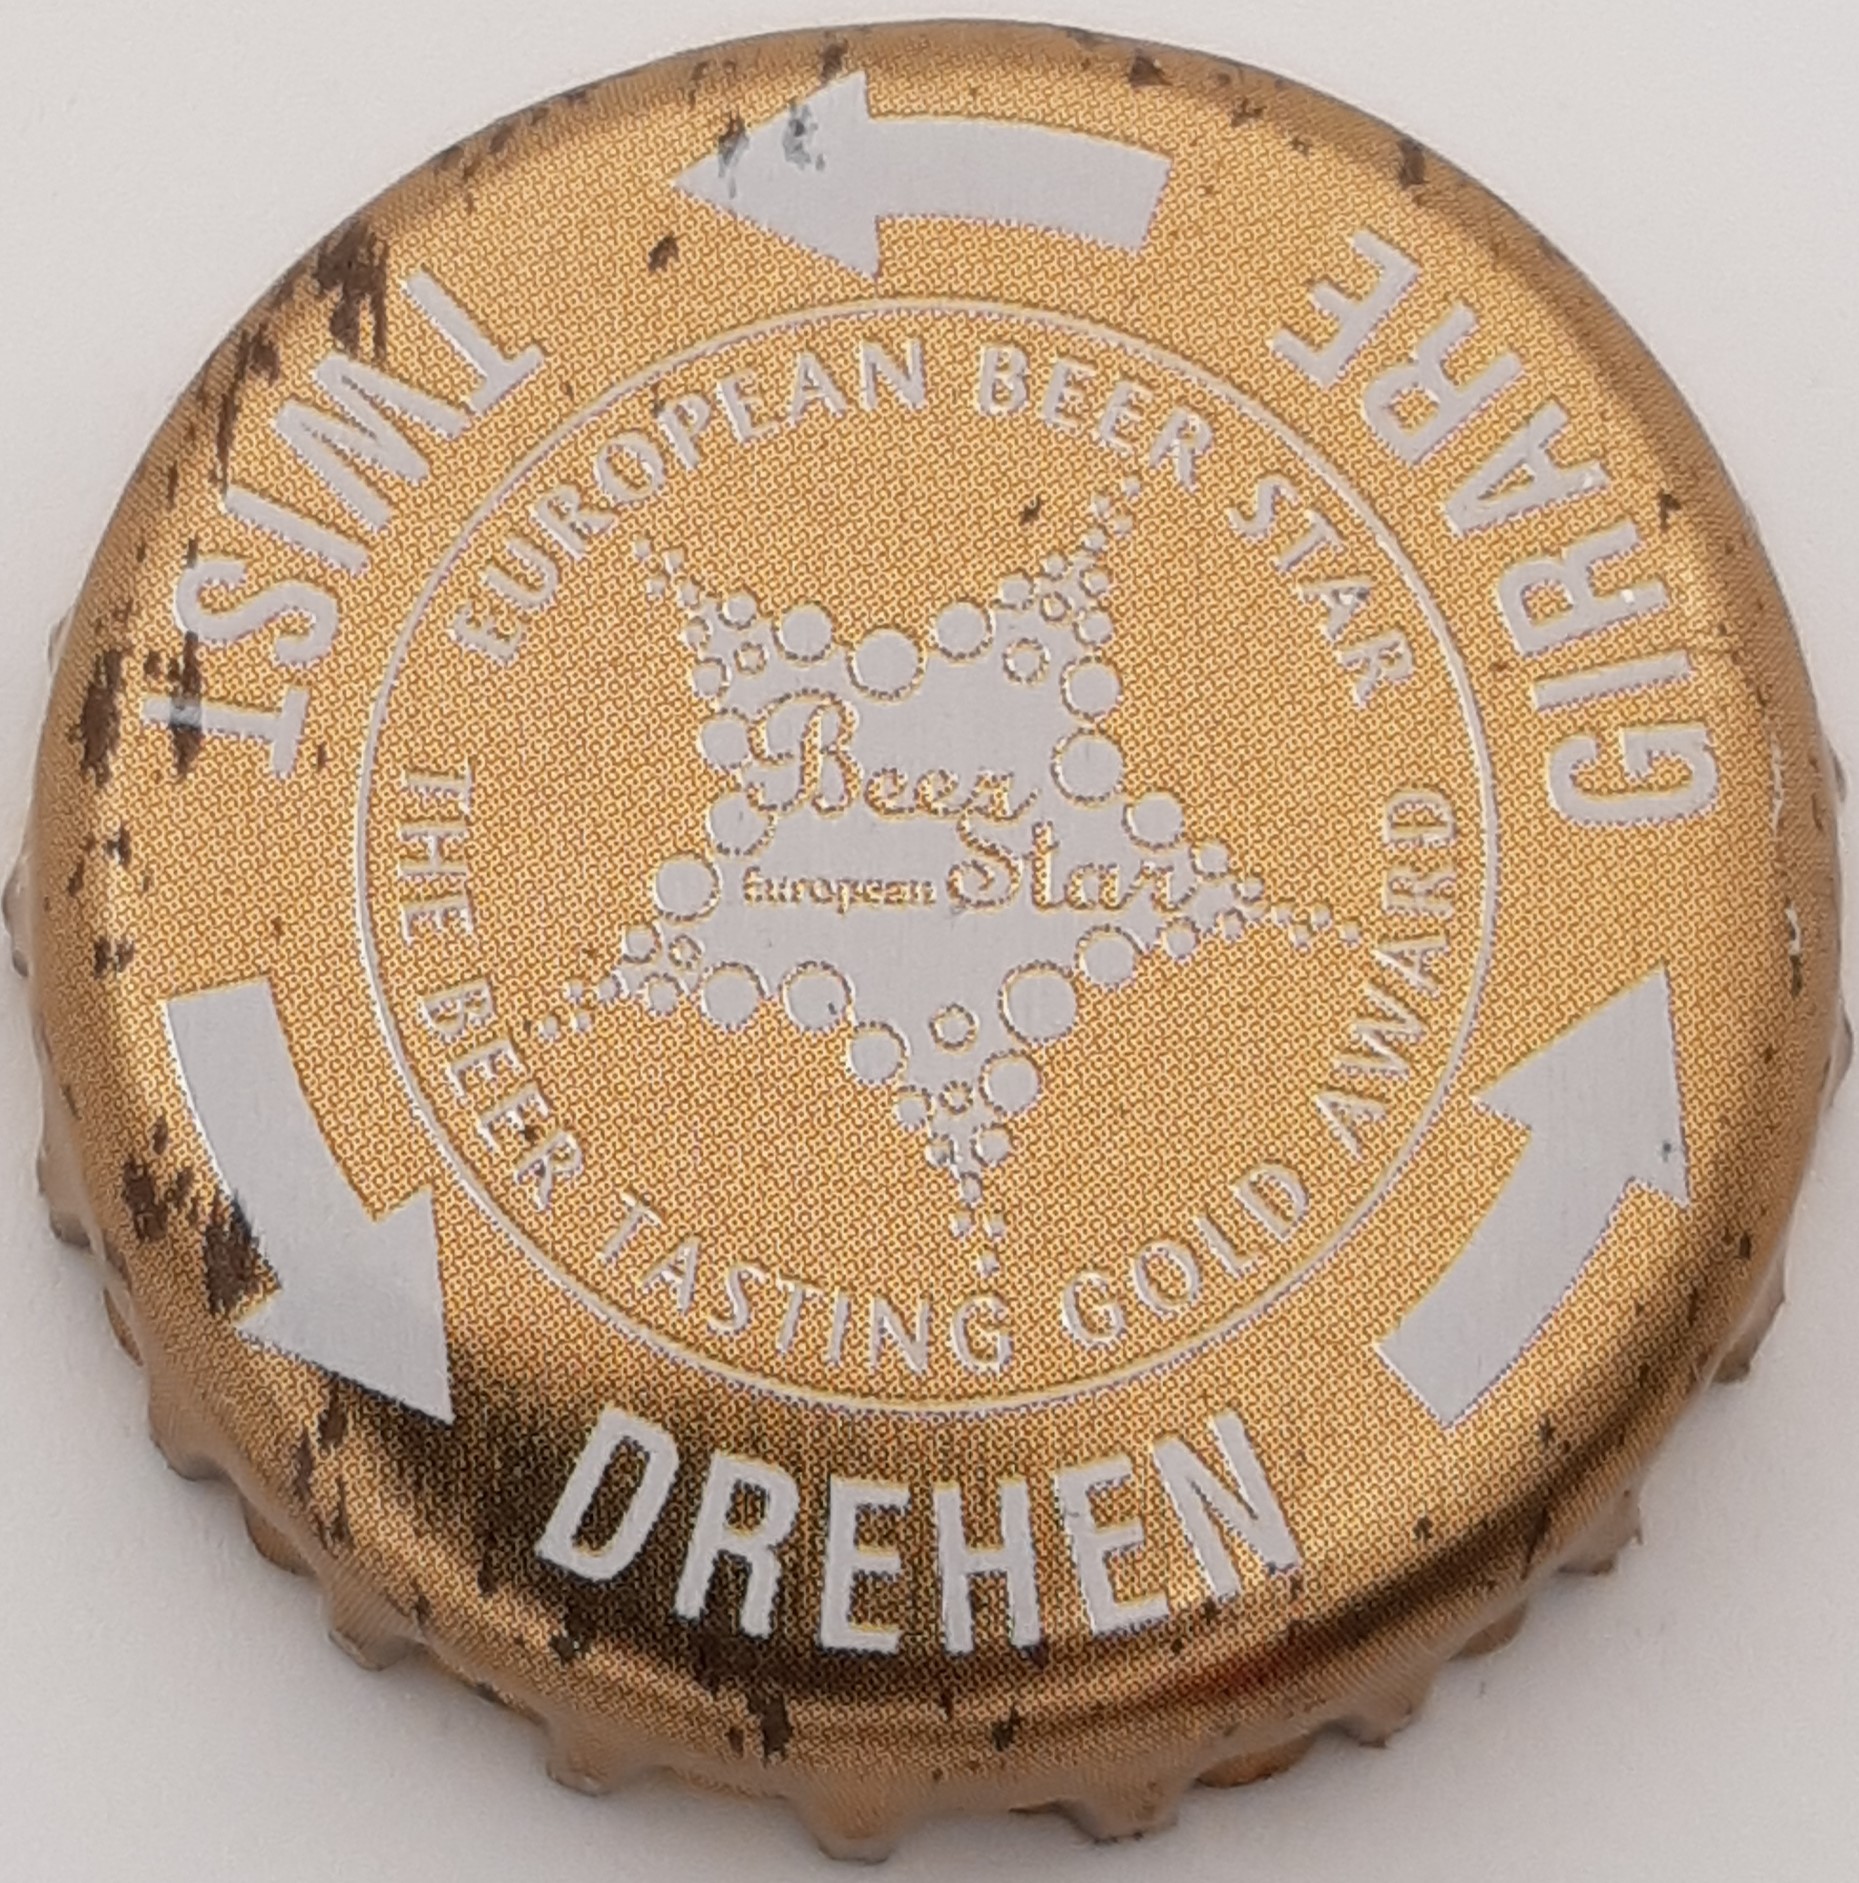 TWIST
GIRARE
DREHEN
EUROPEAN BEER STAR
THE BEER TASTING GOLD AWARD
Beer
european Star